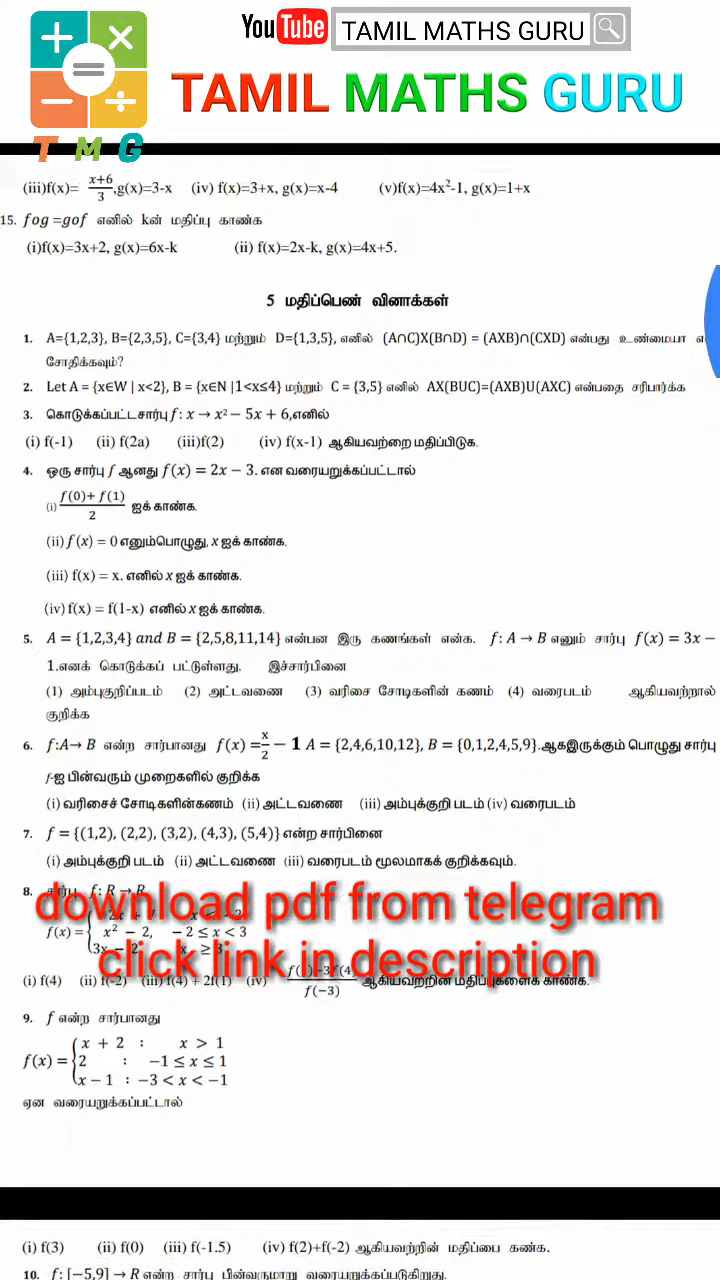 YouTube TAMIL MATHS GURU
TAMIL MATHS GURU
T M G
(iii)f(x)= x+6/3,g(x)=3-x (iv) f(x)=3+x, g(x)=x-4 (v)f(x)=4x²-1, g(x)=1+x
15. fog =gof எனில் kன் மதிப்பு காண்க
(i)f(x)=3x+2, g(x)=6x-k (ii) f(x)=2x-k, g(x)=4x+5.
5 மதிப்பெண் வினாக்கள்
1. A={1,2,3}, B={2,3,5}, C={3,4} மற்றும் D={1,3,5}, எனில் (A∩C)X(B∩D) = (AXB)∩(CXD) என்பது உண்மையா எ
சோதிக்கவும்?
2. Let A = {x∈W | x<2}, B = {x∈N |1<x≤4} மற்றும் C = {3,5} எனில் AX(BUC)=(AXB)U(AXC) என்பதை சரிபார்க்க
3. கொடுக்கப்பட்டசார்பு f: x → x² − 5x + 6,எனில்
(i) f(-1) (ii) f(2a) (iii)f(2) (iv) f(x-1) ஆகியவற்றை மதிப்பிடுக.
4. ஒரு சார்பு f ஆனது f(x) = 2x − 3. என வரையறுக்கப்பட்டால்
(i) f(0)+ f(1)/2 ஐக் காண்க.
(ii) f (x) = 0 எனும்பொழுது, x ஐக் காண்க.
(iii) f(x) = x. எனில் x ஐக் காண்க.
(iv) f(x) = f(1-x) எனில் x ஐக் காண்க.
5. A = {1,2,3,4} and B = {2,5,8,11,14} என்பன இரு கணங்கள் என்க. f: A → B எனும் சார்பு f(x) = 3x −
1.எனக் கொடுக்கப் பட்டுள்ளது. இச்சார்பினை
(1) அம்புகுறிப்படம் (2) அட்டவணை (3) வரிசை சோடிகளின் கணம் (4) வரைபடம் ஆகியவற்றால்
குறிக்க
6. f:A→ B என்ற சார்பானது f(x) =x/2 − 1 A = {2,4,6,10,12}, B = {0,1,2,4,5,9}.ஆகஇருக்கும் பொழுது சார்பு
f-ஐ பின்வரும் முறைகளில் குறிக்க
(i) வரிசைச் சோடிகளின்கணம் (ii) அட்டவணை (iii) அம்புக்குறி படம் (iv) வரைபடம்
7. f = {(1,2), (2,2), (3,2), (4,3), (5,4)} என்ற சார்பினை
(i) அம்புக்குறி படம் (ii) அட்டவணை (iii) வரைபடம் மூலமாகக் குறிக்கவும்.
8. சார்பு f: R → R
download pdf from telegram
f(x) = { x² − 2, − 2 ≤ x < 3
click link in description
(i) f(4) (ii) f(-2) (iii) f(4) + 2f(1) (iv) f(−3) ஆகியவற்றின் மதிப்புகளைக் காண்க.
9. f என்ற சார்பானது
x + 2 : x > 1
f(x) = {2 : −1 ≤ x ≤ 1
x − 1 : −3 < x < −1
ஏன வரையறுக்கப்பட்டால்
(i) f(3) (ii) f(0) (iii) f(-1.5) (iv) f(2)+f(-2) ஆகியவற்றின் மதிப்பை கண்க.
10. f: [−5,9] → R என்ற சார்பு பின்வருமாறு வரையறுக்கப்படுகிறது.